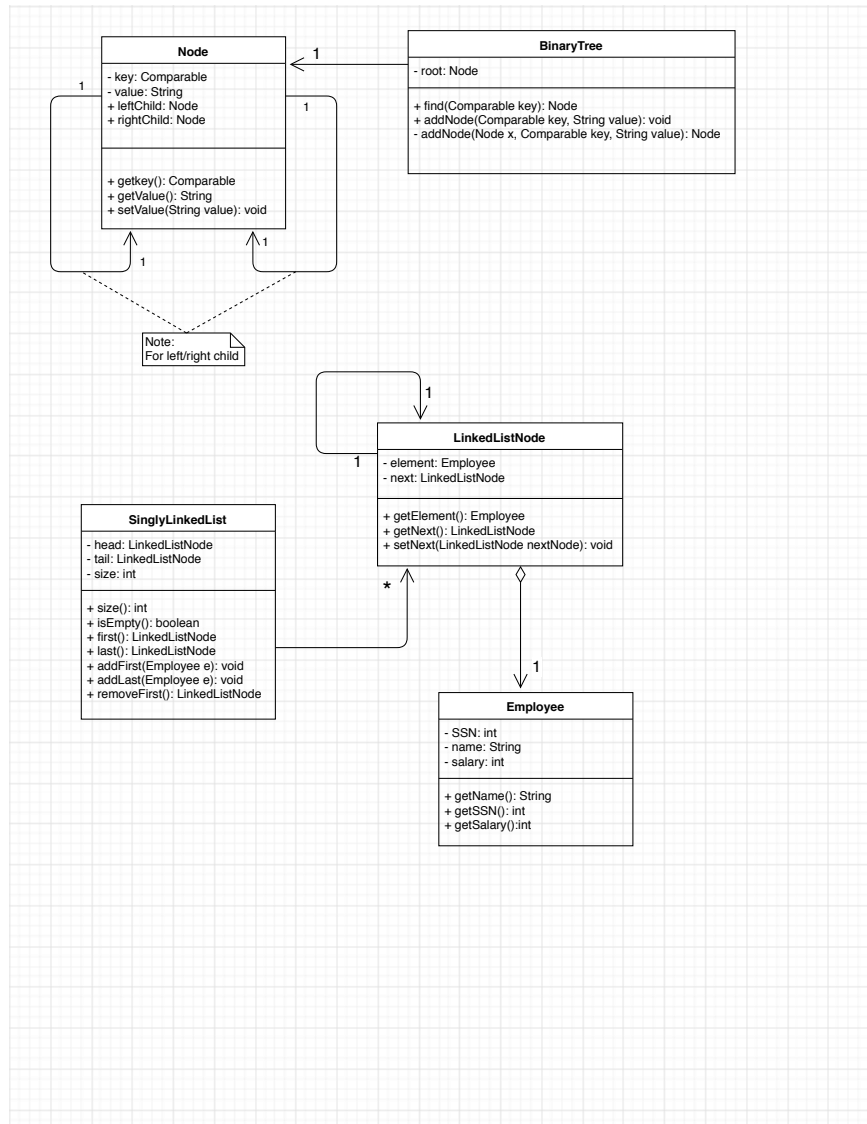 Node
- key: Comparable
- value: String
+ leftChild: Node
+ rightChild: Node
+ getkey(): Comparable
+ getValue(): String
+ setValue(String value): void
1
1
1
1
1
BinaryTree
- root: Node
+ find(Comparable key): Node
+ addNode(Comparable key, String value): void
- addNode(Node x, Comparable key, String value): Node
Note:
For left/right child
1
1
LinkedListNode
- element: Employee
- next: LinkedListNode
+ getElement(): Employee
+ getNext(): LinkedListNode
+ setNext(LinkedListNode nextNode): void
SinglyLinkedList
- head: LinkedListNode
- tail: LinkedListNode
- size: int
+ size(): int
+ isEmpty(): boolean
+ first(): LinkedListNode
+ last(): LinkedListNode
+ addFirst(Employee e): void
+ addLast(Employee e): void
+ removeFirst(): LinkedListNode
*
1
Employee
- SSN: int
- name: String
- salary: int
+ getName(): String
+ getSSN(): int
+ getSalary():int